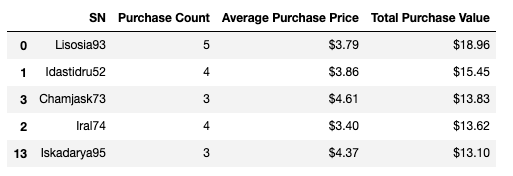 SN Purchase Count Average Purchase Price Total Purchase Value
0 Lisosia93 5 $3.79 $18.96
1 Idastidru52 4 $3.86 $15.45
3 Chamjask73 3 $4.61 $13.83
2 Iral74 4 $3.40 $13.62
13 Iskadarya95 3 $4.37 $13.10